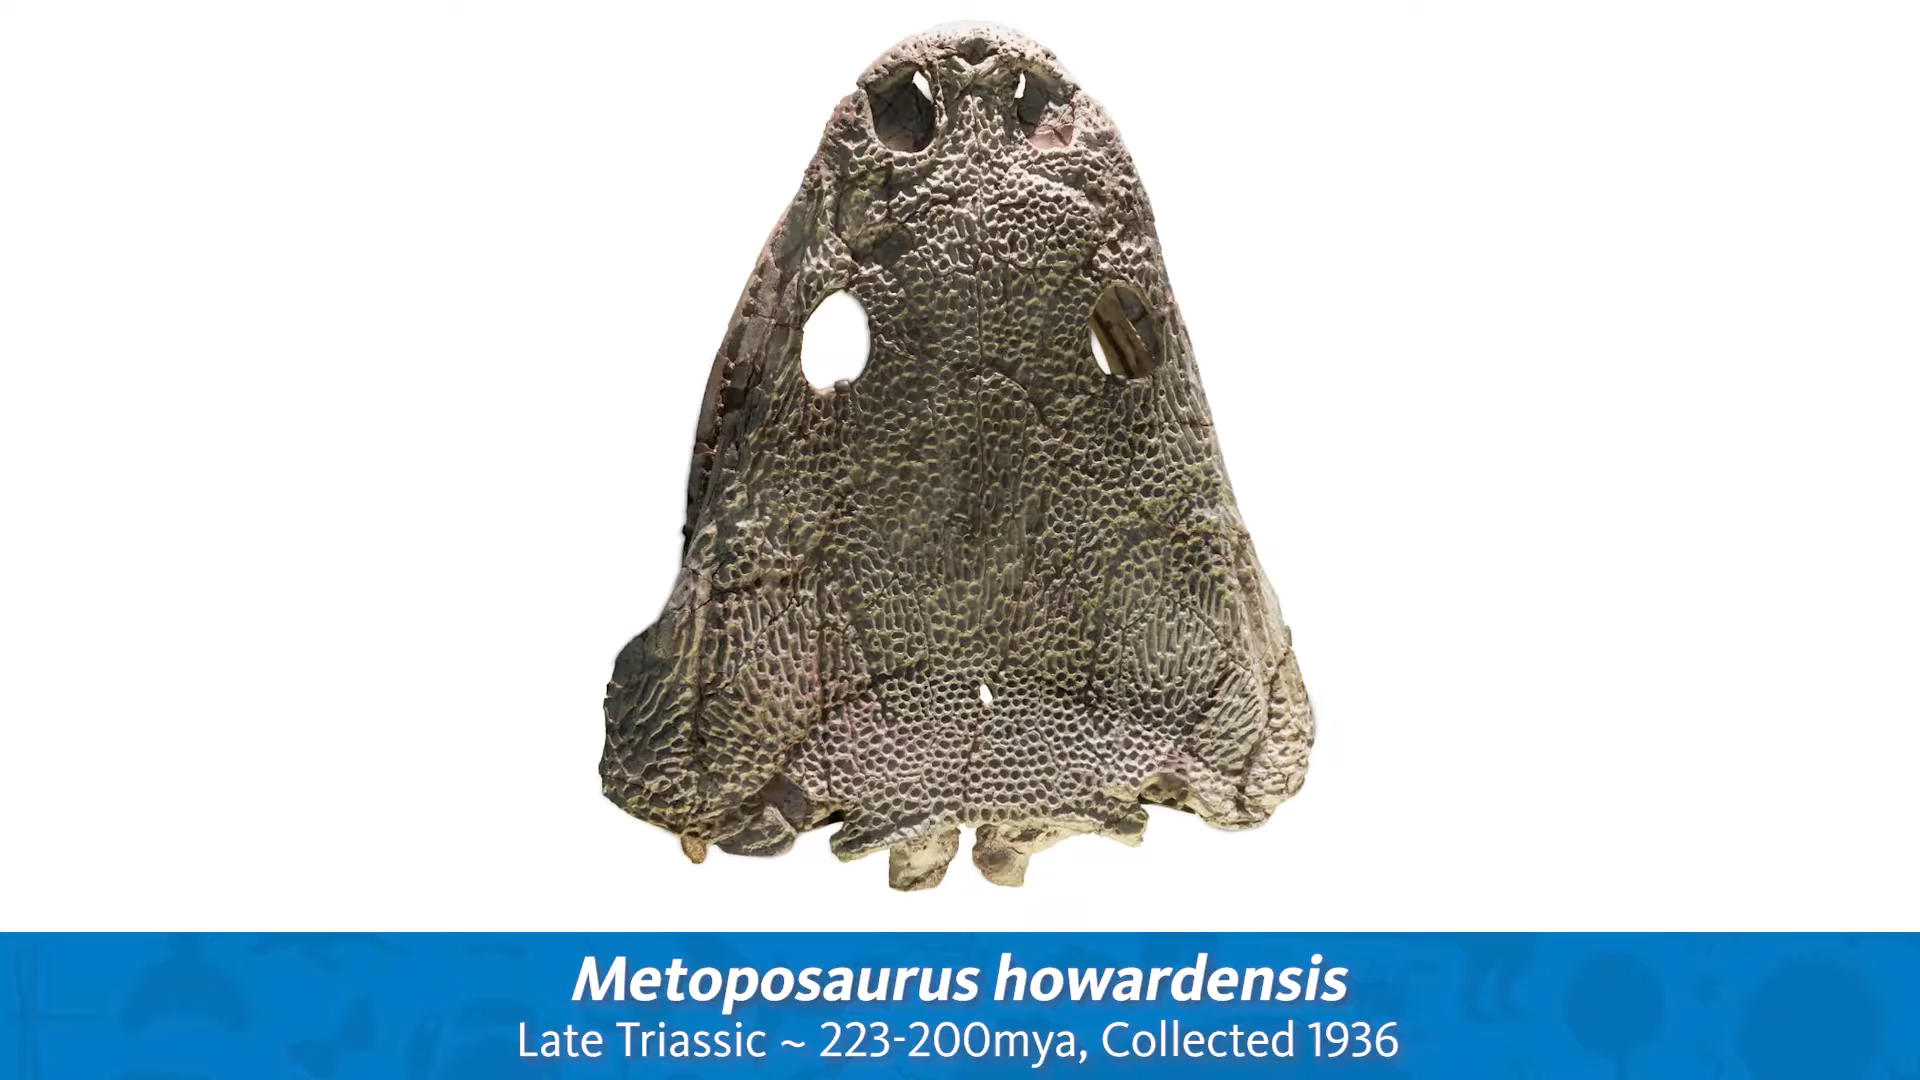 Metoposaurus howardensis
Late Triassic ~ 223-200mya, Collected 1936